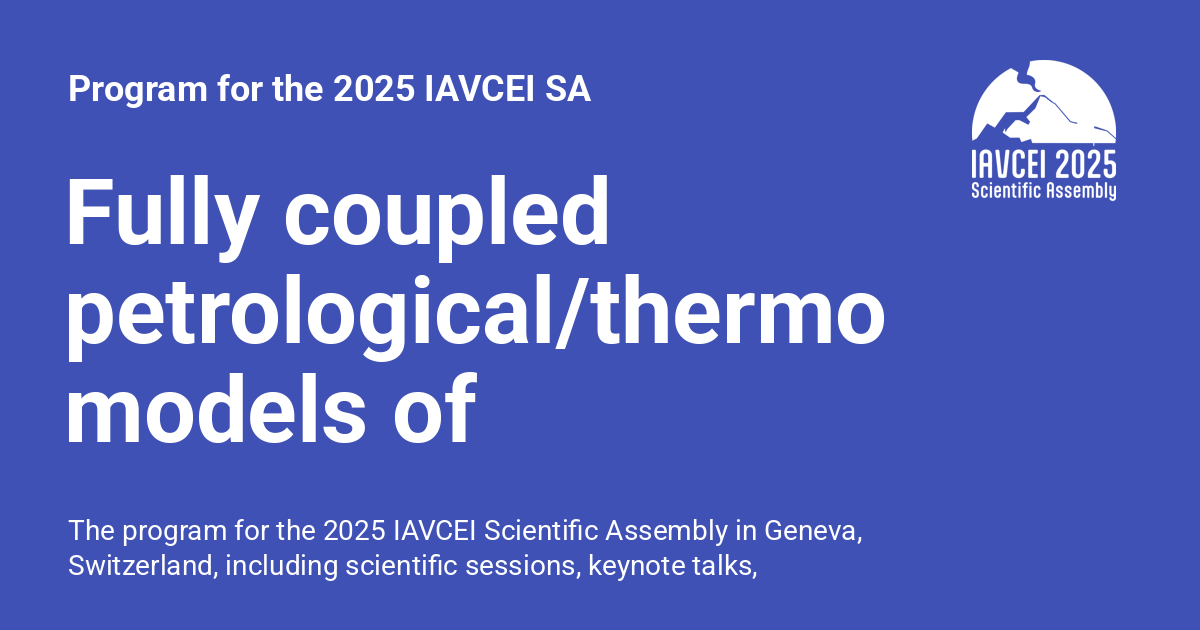 Program for the 2025 IAVCEI SA
IAVCEI 2025
Scientific Assembly
Fully coupled
petrological/thermo
models of
The program for the 2025 IAVCEI Scientific Assembly in Geneva,
Switzerland, including scientific sessions, keynote talks,